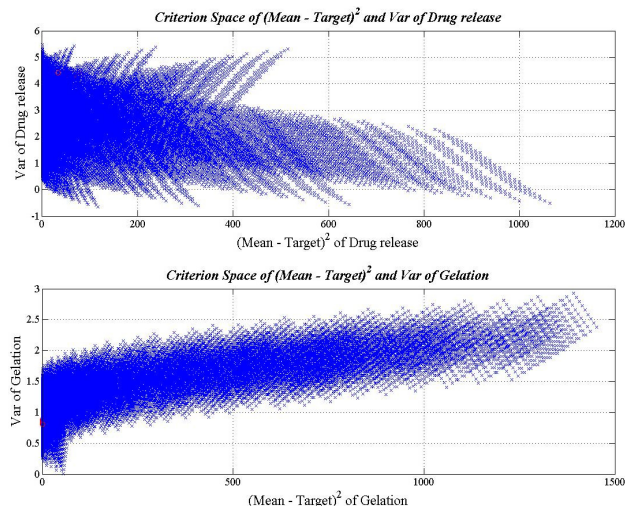 Criterion Space of (Mean - Target)^2 and Var of Drug release
6
5
4
3
2
1
0
-1
Var of Drug release
0 200 400 600 800 1000 1200
(Mean - Target)^2 of Drug release
Criterion Space of (Mean - Target)^2 and Var of Gelation
3
2.5
2
1.5
1
0.5
0
Var of Gelation
0 500 1000 1500
(Mean - Target)^2 of Gelation